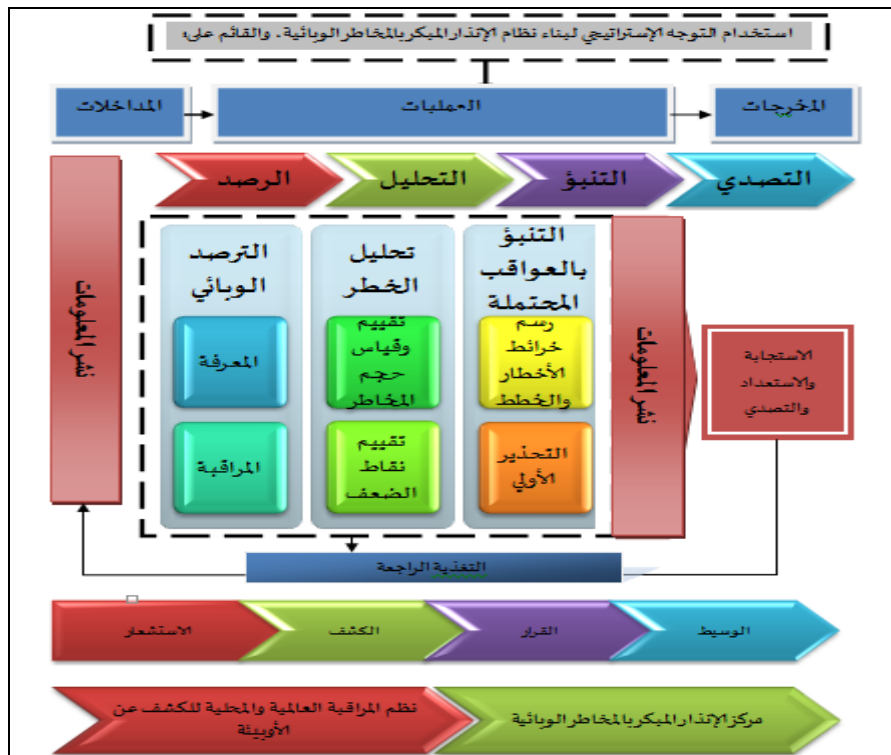 استخدام التوجه الإستراتيجي لبناء نظام الإنذار المبكر بالمخاطر الوبائية. والقائم على:
المداخلات
العمليات
المخرجات
الرصد
التحليل
التنبؤ
التصدي
نشر المعلومات
الترصد
الوبائي
المعرفة
المراقبة
تحليل
الخطر
تقييم
وقياس
حجم
المخاطر
تقييم
نقاط
الضعف
التنبؤ
بالعواقب
المحتملة
رسم
خرائط
الأخطار
والخطط
التحذير
الأولي
نشر المعلومات
الاستجابة
والاستعداد
والتصدي
التغذية الراجعة
الاستشعار
الكشف
القرار
الوسيط
نظم المراقبة العالمية والمحلية للكشف عن
الأوبيئة
مركز الإنذار المبكر بالمخاطر الوبائية